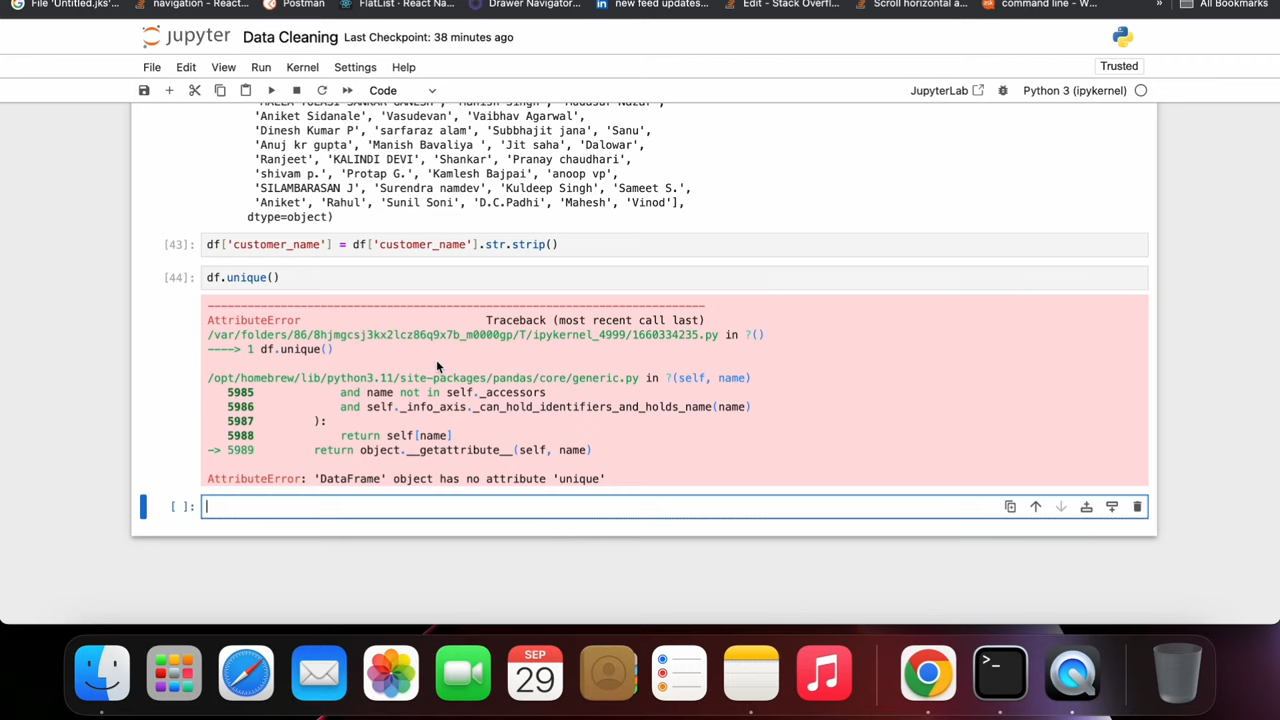 File 'Untitled.jks'
navigation - React...
Postman
FlatList · React Na...
Drawer Navigator...
new feed updates...
Edit - Stack Overfl...
Scroll horizontal a...
command line - W...
»
All Bookmarks
jupyter Data Cleaning Last Checkpoint: 38 minutes ago
File Edit View Run Kernel Settings Help
Trusted
Code
JupyterLab
Python 3 (ipykernel)
'Aniket Sidanale', 'Vasudevan', 'Vaibhav Agarwal',
'Dinesh Kumar P', 'sarfaraz alam', 'Subbhajit jana', 'Sanu',
'Anuj kr gupta', 'Manish Bavaliya ', 'Jit saha', 'Dalowar',
'Ranjeet', 'KALINDI DEVI', 'Shankar', 'Pranay chaudhari',
'shivam p.', 'Protap G.', 'Kamlesh Bajpai', 'anoop vp',
'SILAMBARASAN J', 'Surendra namdev', 'Kuldeep Singh', 'Sameet S.',
'Aniket', 'Rahul', 'Sunil Soni', 'D.C.Padhi', 'Mahesh', 'Vinod'],
dtype=object)
[43]: df['customer_name'] = df['customer_name'].str.strip()
[44]: df.unique()
---------------------------------------------------------------------------
AttributeError Traceback (most recent call last)
/var/folders/86/8hjmgcsj3kx2lcz86q9x7b_m0000gp/T/ipykernel_4999/1660334235.py in ?()
----> 1 df.unique()
/opt/homebrew/lib/python3.11/site-packages/pandas/core/generic.py in ?(self, name)
5985 and name not in self._accessors
5986 and self._info_axis._can_hold_identifiers_and_holds_name(name)
5987 ):
5988 return self[name]
-> 5989 return object.__getattribute__(self, name)
AttributeError: 'DataFrame' object has no attribute 'unique'
[ ]:
SEP
29
>_